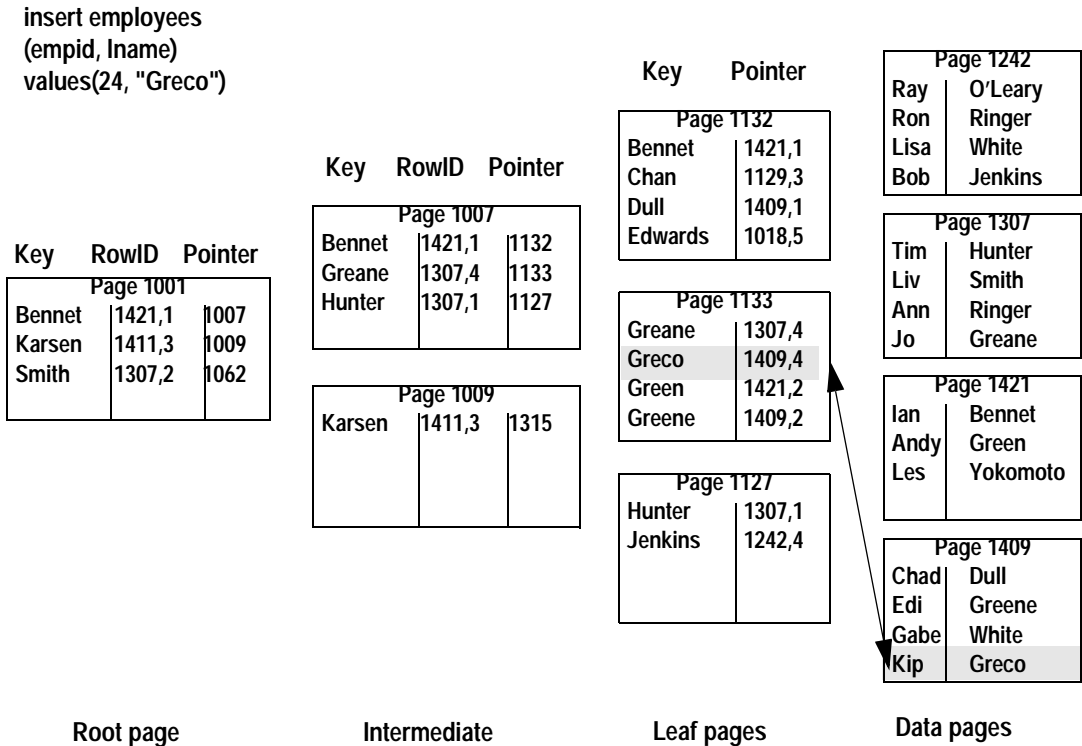 insert employees
(empid, lname)
values(24, "Greco")
Key RowID Pointer
Page 1001
Bennet 1421,1 1007
Karsen 1411,3 1009
Smith 1307,2 1062
Root page
Key RowID Pointer
Page 1007
Bennet 1421,1 1132
Greane 1307,4 1133
Hunter 1307,1 1127
Page 1009
Karsen 1411,3 1315
Intermediate
Key Pointer
Page 1132
Bennet 1421,1
Chan 1129,3
Dull 1409,1
Edwards 1018,5
Page 1133
Greane 1307,4
Greco 1409,4
Green 1421,2
Greene 1409,2
Page 1127
Hunter 1307,1
Jenkins 1242,4
Leaf pages
Page 1242
Ray O’Leary
Ron Ringer
Lisa White
Bob Jenkins
Page 1307
Tim Hunter
Liv Smith
Ann Ringer
Jo Greane
Page 1421
Ian Bennet
Andy Green
Les Yokomoto
Page 1409
Chad Dull
Edi Greene
Gabe White
Kip Greco
Data pages